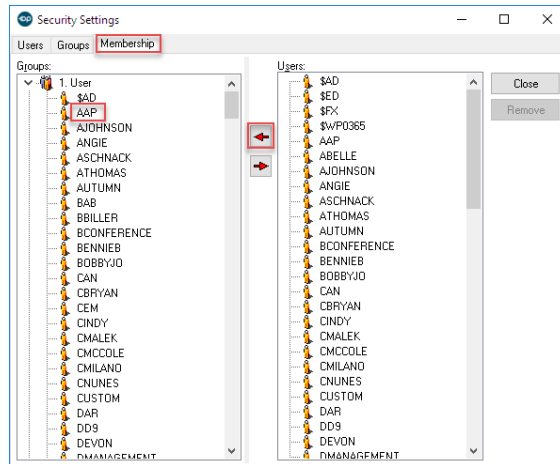 DP Security Settings
Users Groups Membership
Groups:
1. User
$AD
AAP
AJOHNSON
ANGIE
ASCHNACK
ATHOMAS
AUTUMN
BAB
BBILLER
BCONFERENCE
BENNIEB
BOBBYJO
CAN
CBRYAN
CEM
CINDY
CMALEK
CMCCOLE
CMILANO
CNUNES
CUSTOM
DAR
DD9
DEVON
DMANAGEMENT
Users:
$AD
$ED
$FX
$WP0365
AAP
ABELLE
AJOHNSON
ANGIE
ASCHNACK
ATHOMAS
AUTUMN
BCONFERENCE
BENNIEB
BOBBYJO
CAN
CBRYAN
CINDY
CMALEK
CMCCOLE
CMILANO
CNUNES
CUSTOM
DAR
DD9
DEVON
DMANAGEMENT
Close
Remove